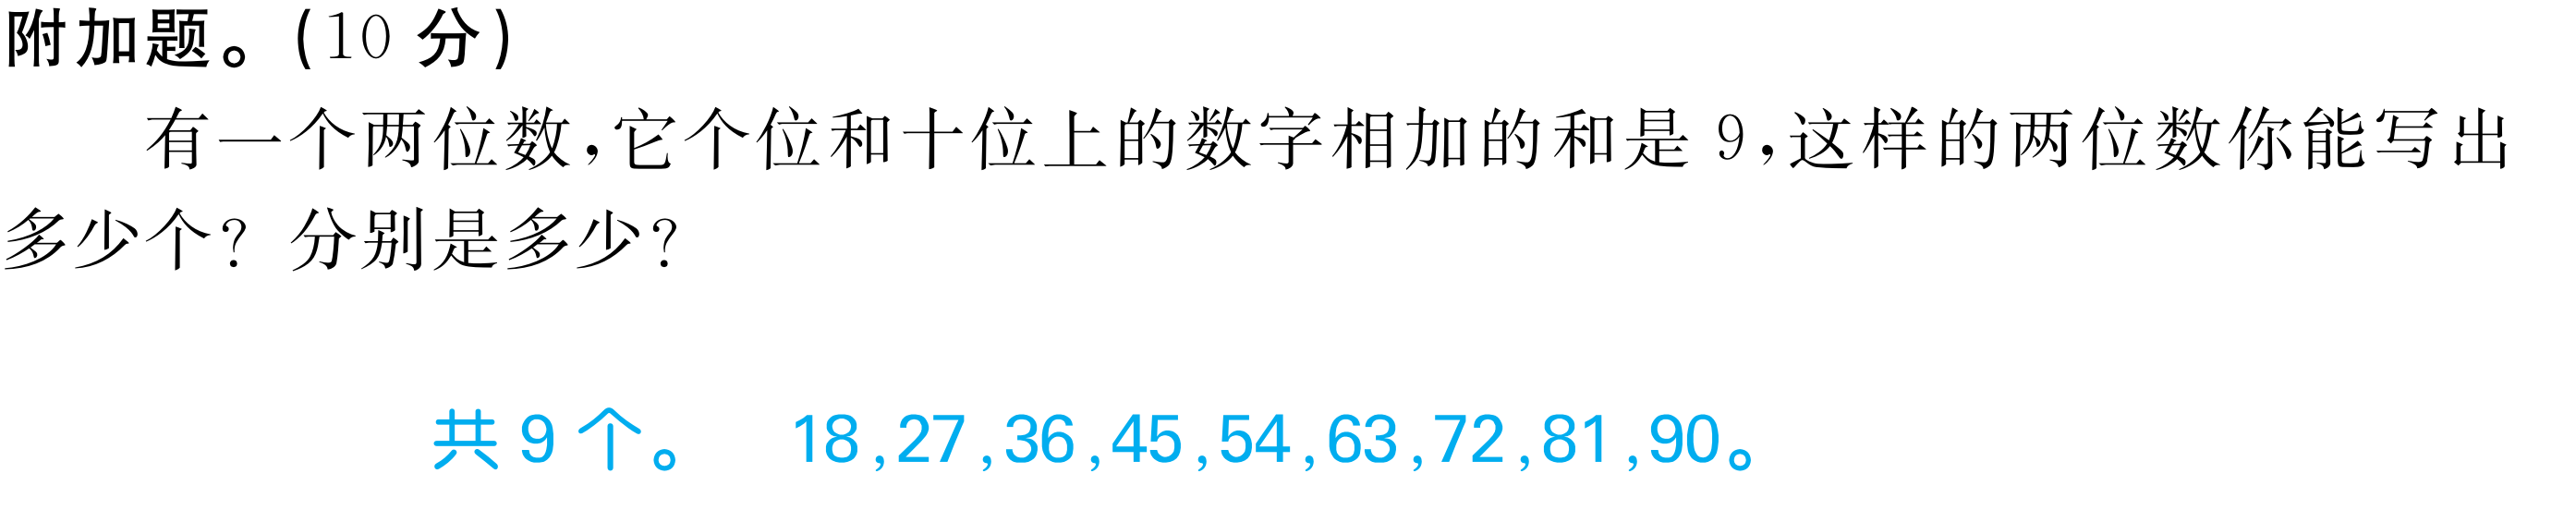 附加题。(10 分)
有一个两位数,它个位和十位上的数字相加的和是 9,这样的两位数你能写出
多少个? 分别是多少?
共 9 个。 18,27,36,45,54,63,72,81,90。